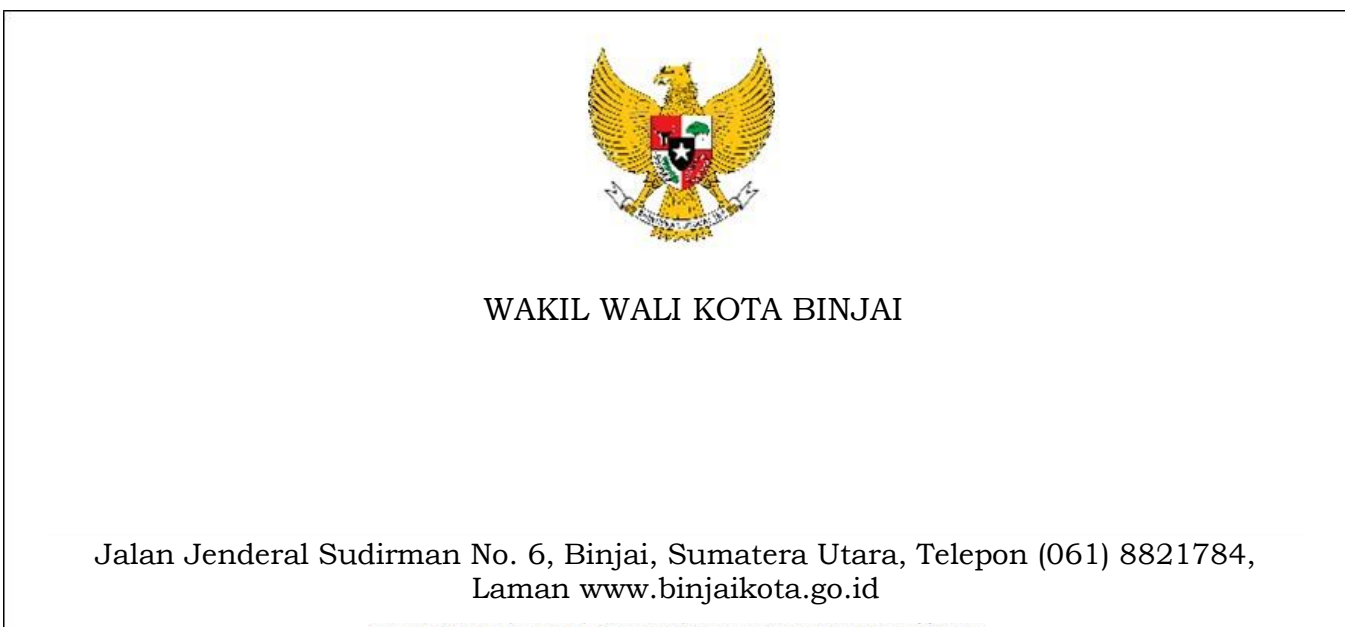 WAKIL WALI KOTA BINJAI
Jalan Jenderal Sudirman No. 6, Binjai, Sumatera Utara, Telepon (061) 8821784,
Laman www.binjaikota.go.id